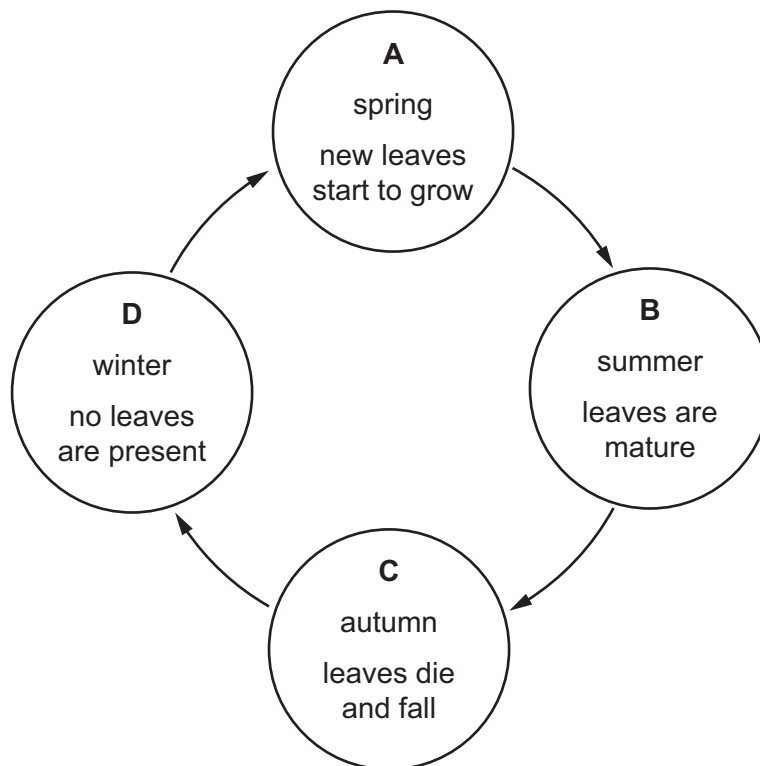 A
spring
new leaves
start to grow
B
summer
leaves are
mature
C
autumn
leaves die
and fall
D
winter
no leaves
are present